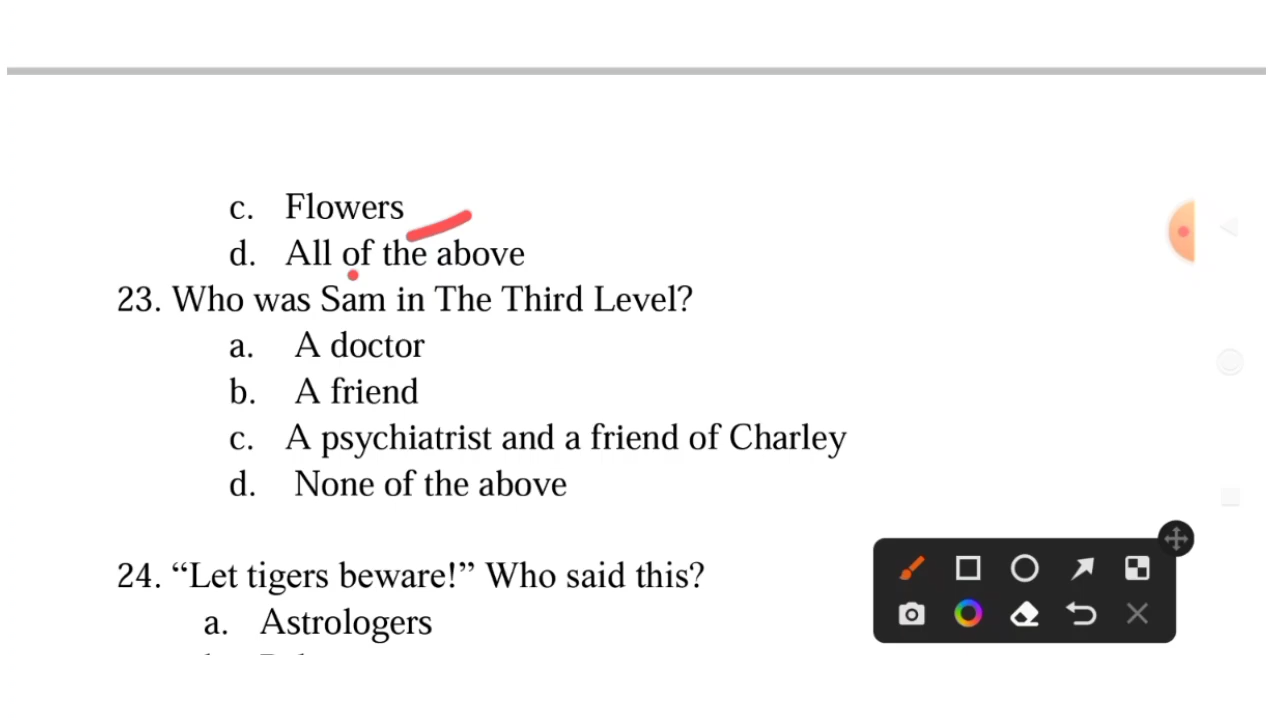 c. Flowers
d. All of the above
23. Who was Sam in The Third Level?
a. A doctor
b. A friend
c. A psychiatrist and a friend of Charley
d. None of the above
24. “Let tigers beware!” Who said this?
a. Astrologers